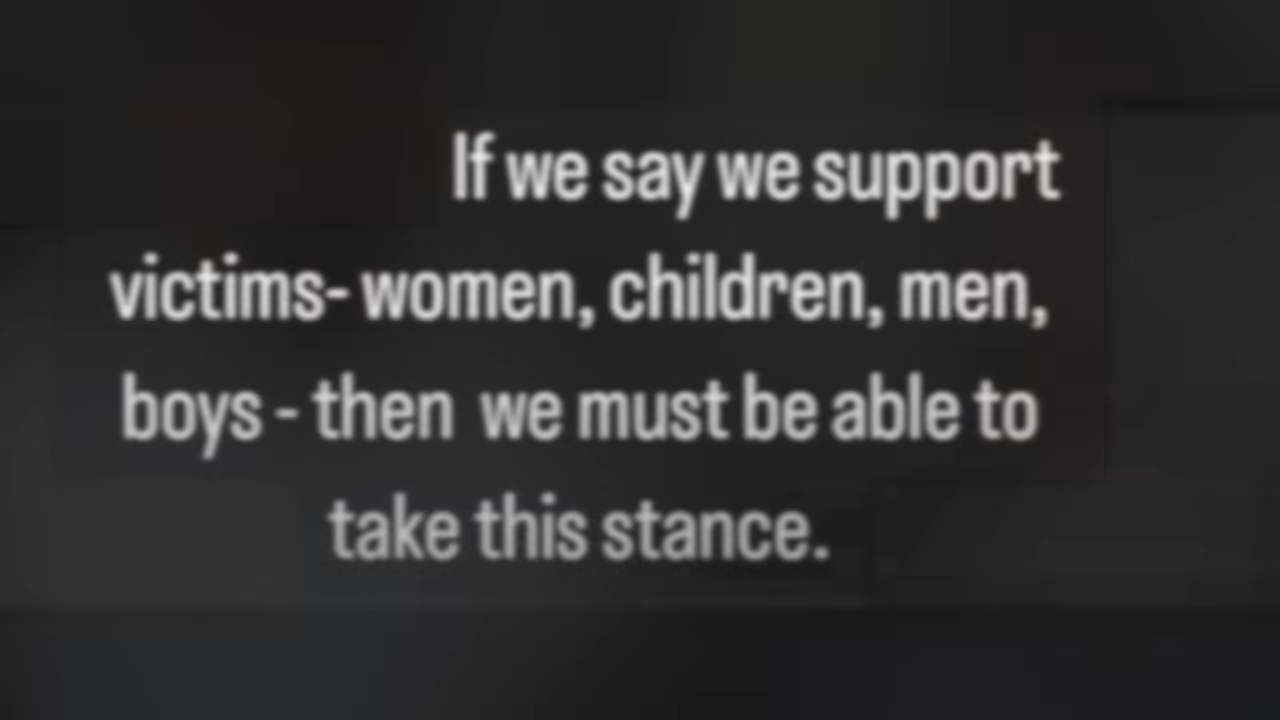 If we say we support
victims- women, children, men,
boys - then  we must be able to
take this stance.